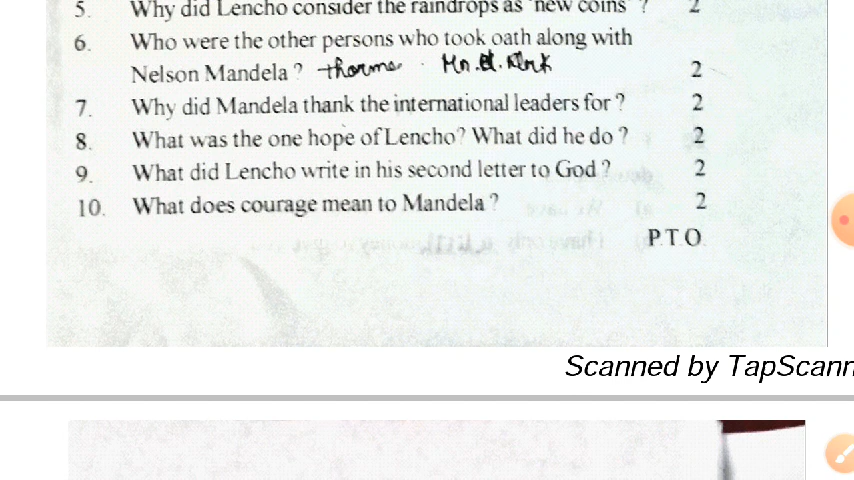 5. Why did Lencho consider the raindrops as 'new coins' ? 2
6. Who were the other persons who took oath along with
Nelson Mandela ? 2
7. Why did Mandela thank the international leaders for ? 2
8. What was the one hope of Lencho? What did he do ? 2
9. What did Lencho write in his second letter to God ? 2
10. What does courage mean to Mandela ? 2
P.T.O.
Scanned by TapScann